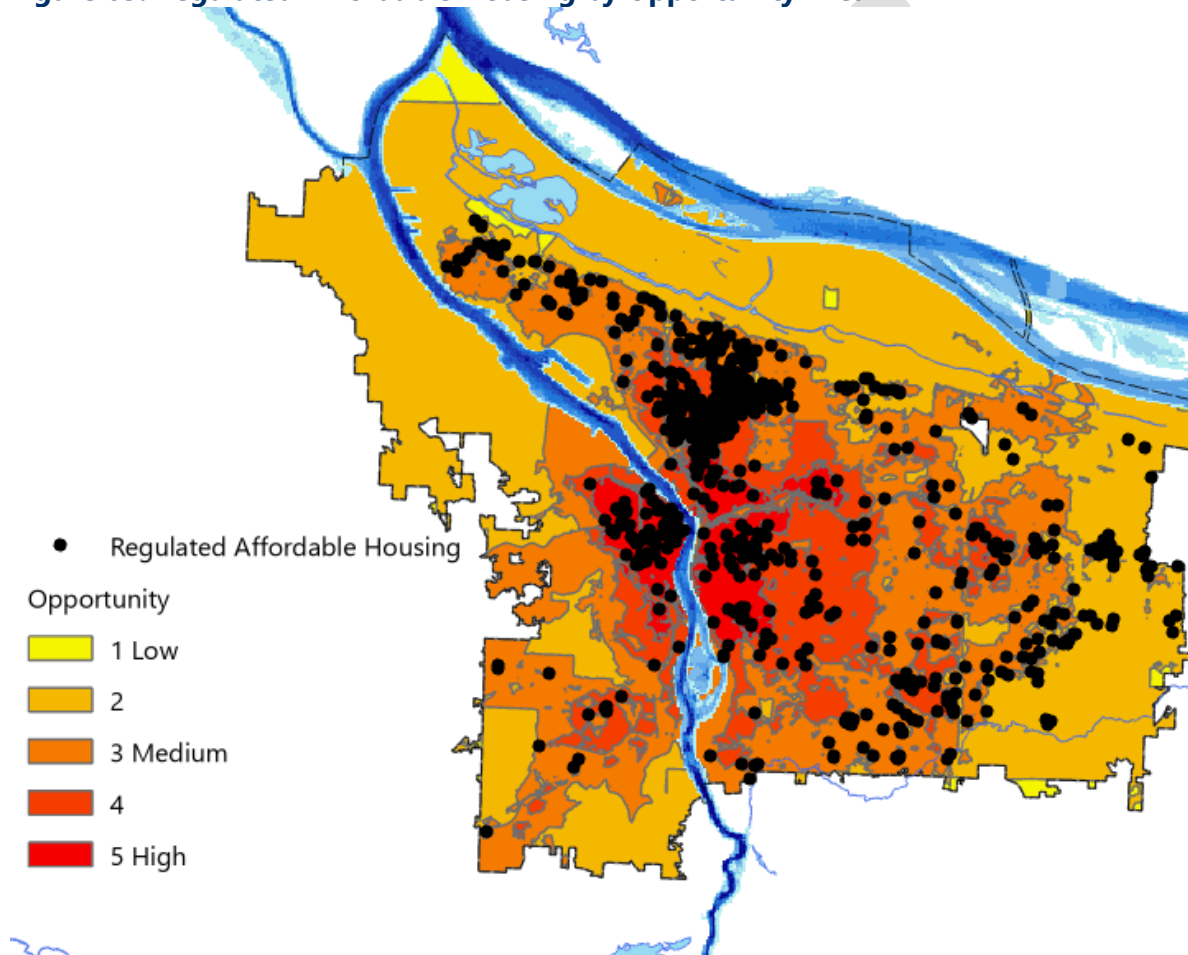 Regulated Affordable Housing
Opportunity
1 Low
2
3 Medium
4
5 High